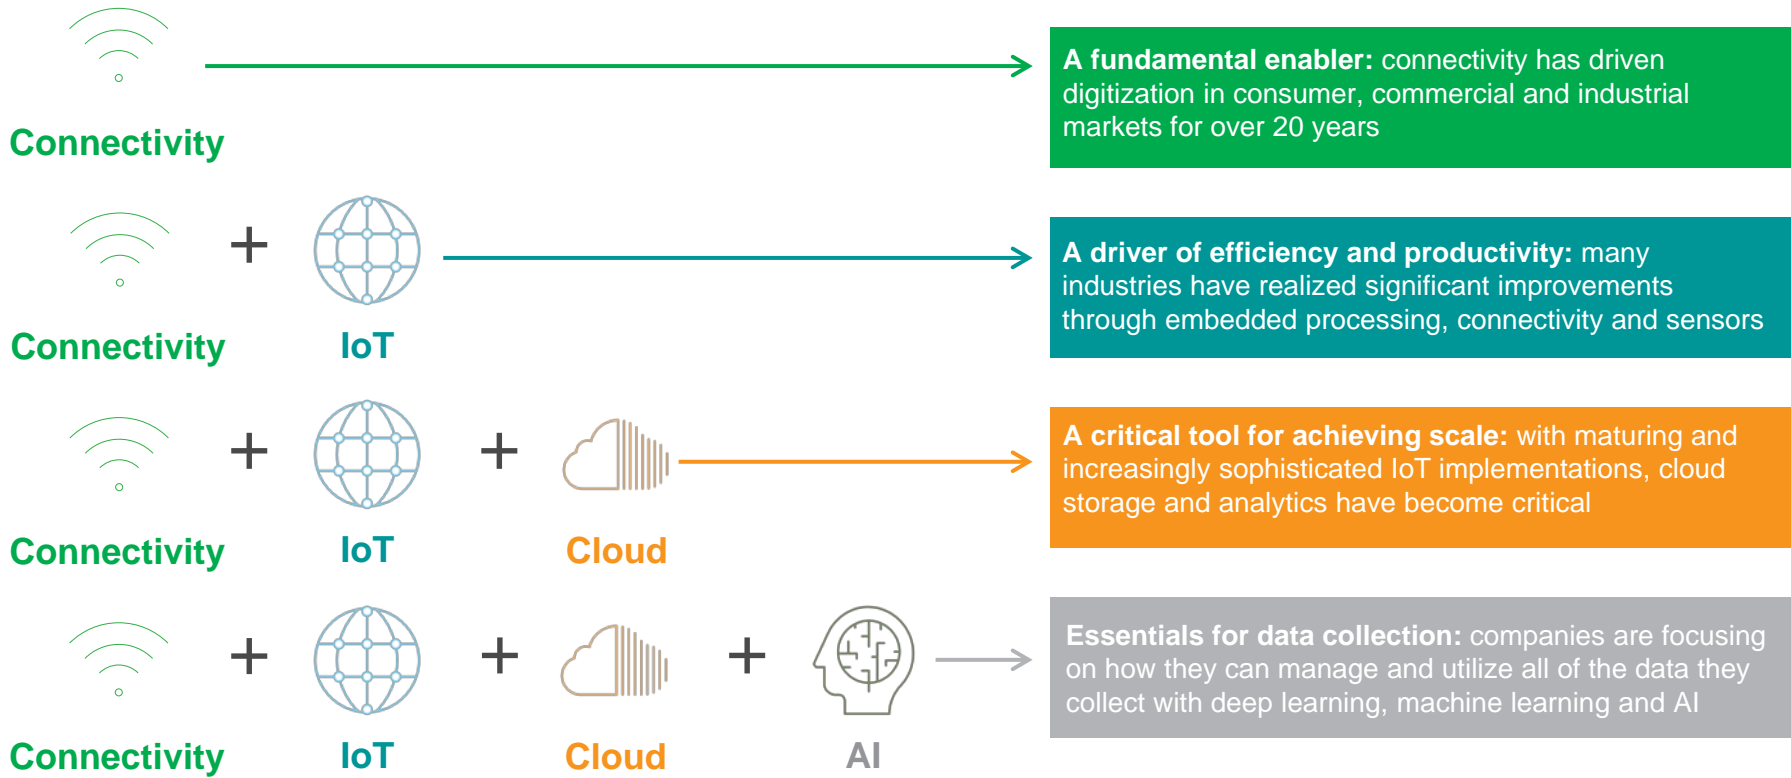 A fundamental enabler: connectivity has driven
digitization in consumer, commercial and industrial
markets for over 20 years
Connectivity
+
A driver of efficiency and productivity: many
industries have realized significant improvements
through embedded processing, connectivity and sensors
Connectivity
IoT
+
+
A critical tool for achieving scale: with maturing and
increasingly sophisticated IoT implementations, cloud
storage and analytics have become critical
Connectivity
IoT
Cloud
+
+
+
Essentials for data collection: companies are focusing
on how they can manage and utilize all of the data they
collect with deep learning, machine learning and AI
Connectivity
IoT
Cloud
AI